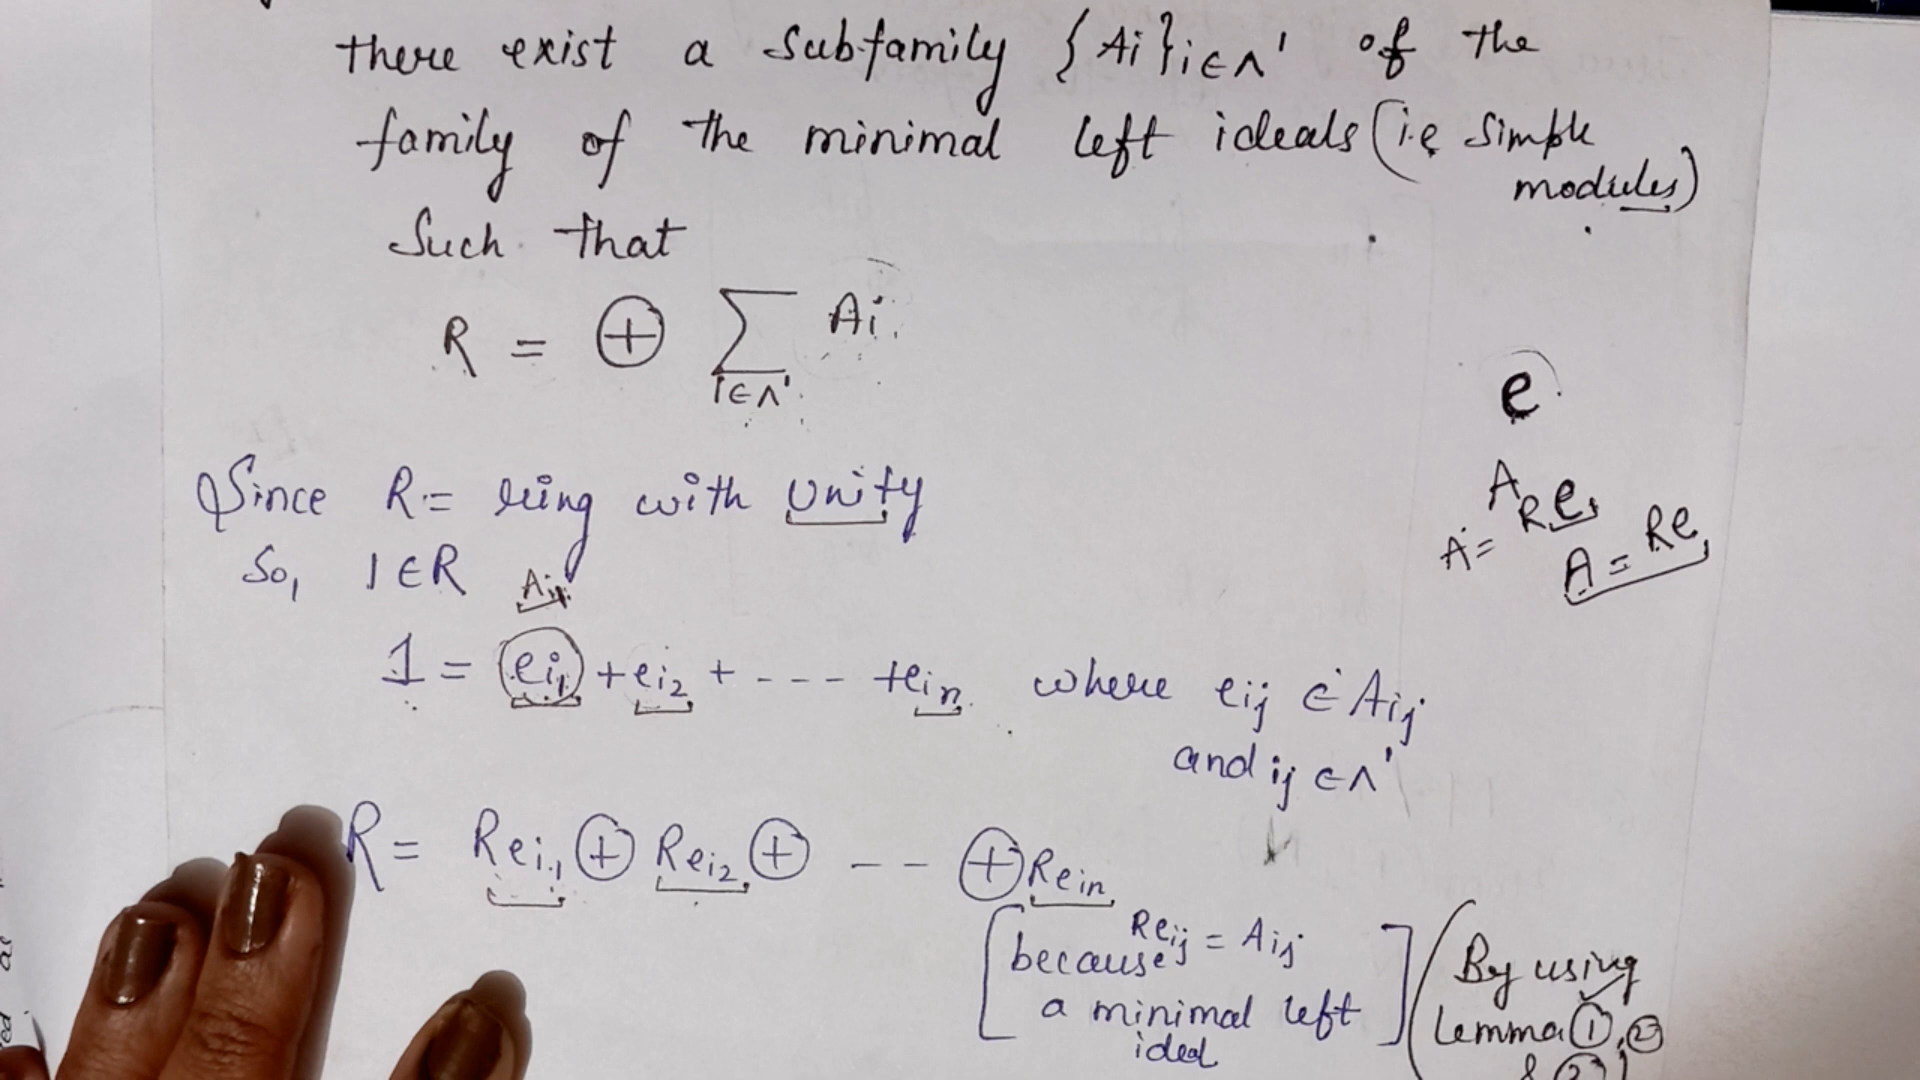 there exist a subfamily {Ai}i∈Λ' of the
family of the minimal left ideals (i.e simple
modules)
Such that
R = ⊕ ∑ Ai
i∈Λ'
e
A Re,
A = Re
A =
Since R = ring with unity
So, 1 ∈ R
Ai1
1 = ei1 + ei2 + ---- + ein where eij ∈ Aij
and ij ∈ Λ'
R = Rei1 ⊕ Rei2 ⊕ -- ⊕ Rein
[because Reij = Aij
a minimal left
ideal]
(By using
Lemma ①, ②
&